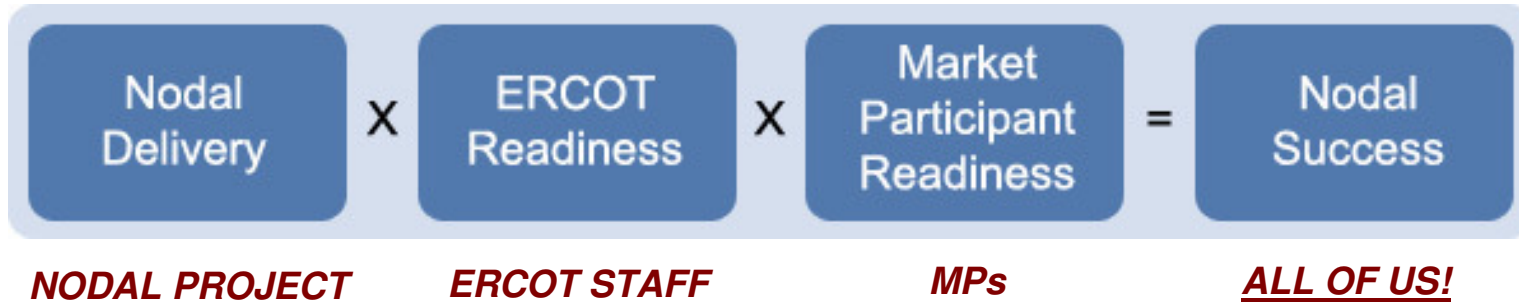 Nodal
Delivery
X
ERCOT
Readiness
X
Market
Participant
Readiness
=
Nodal
Success
NODAL PROJECT
ERCOT STAFF
MPs
ALL OF US!